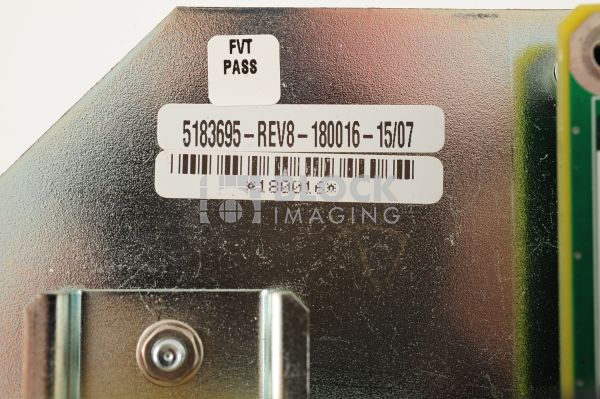 FVT
PASS
5183695-REV8-180016-15/07
*180016*
BLOCK
IMAGING